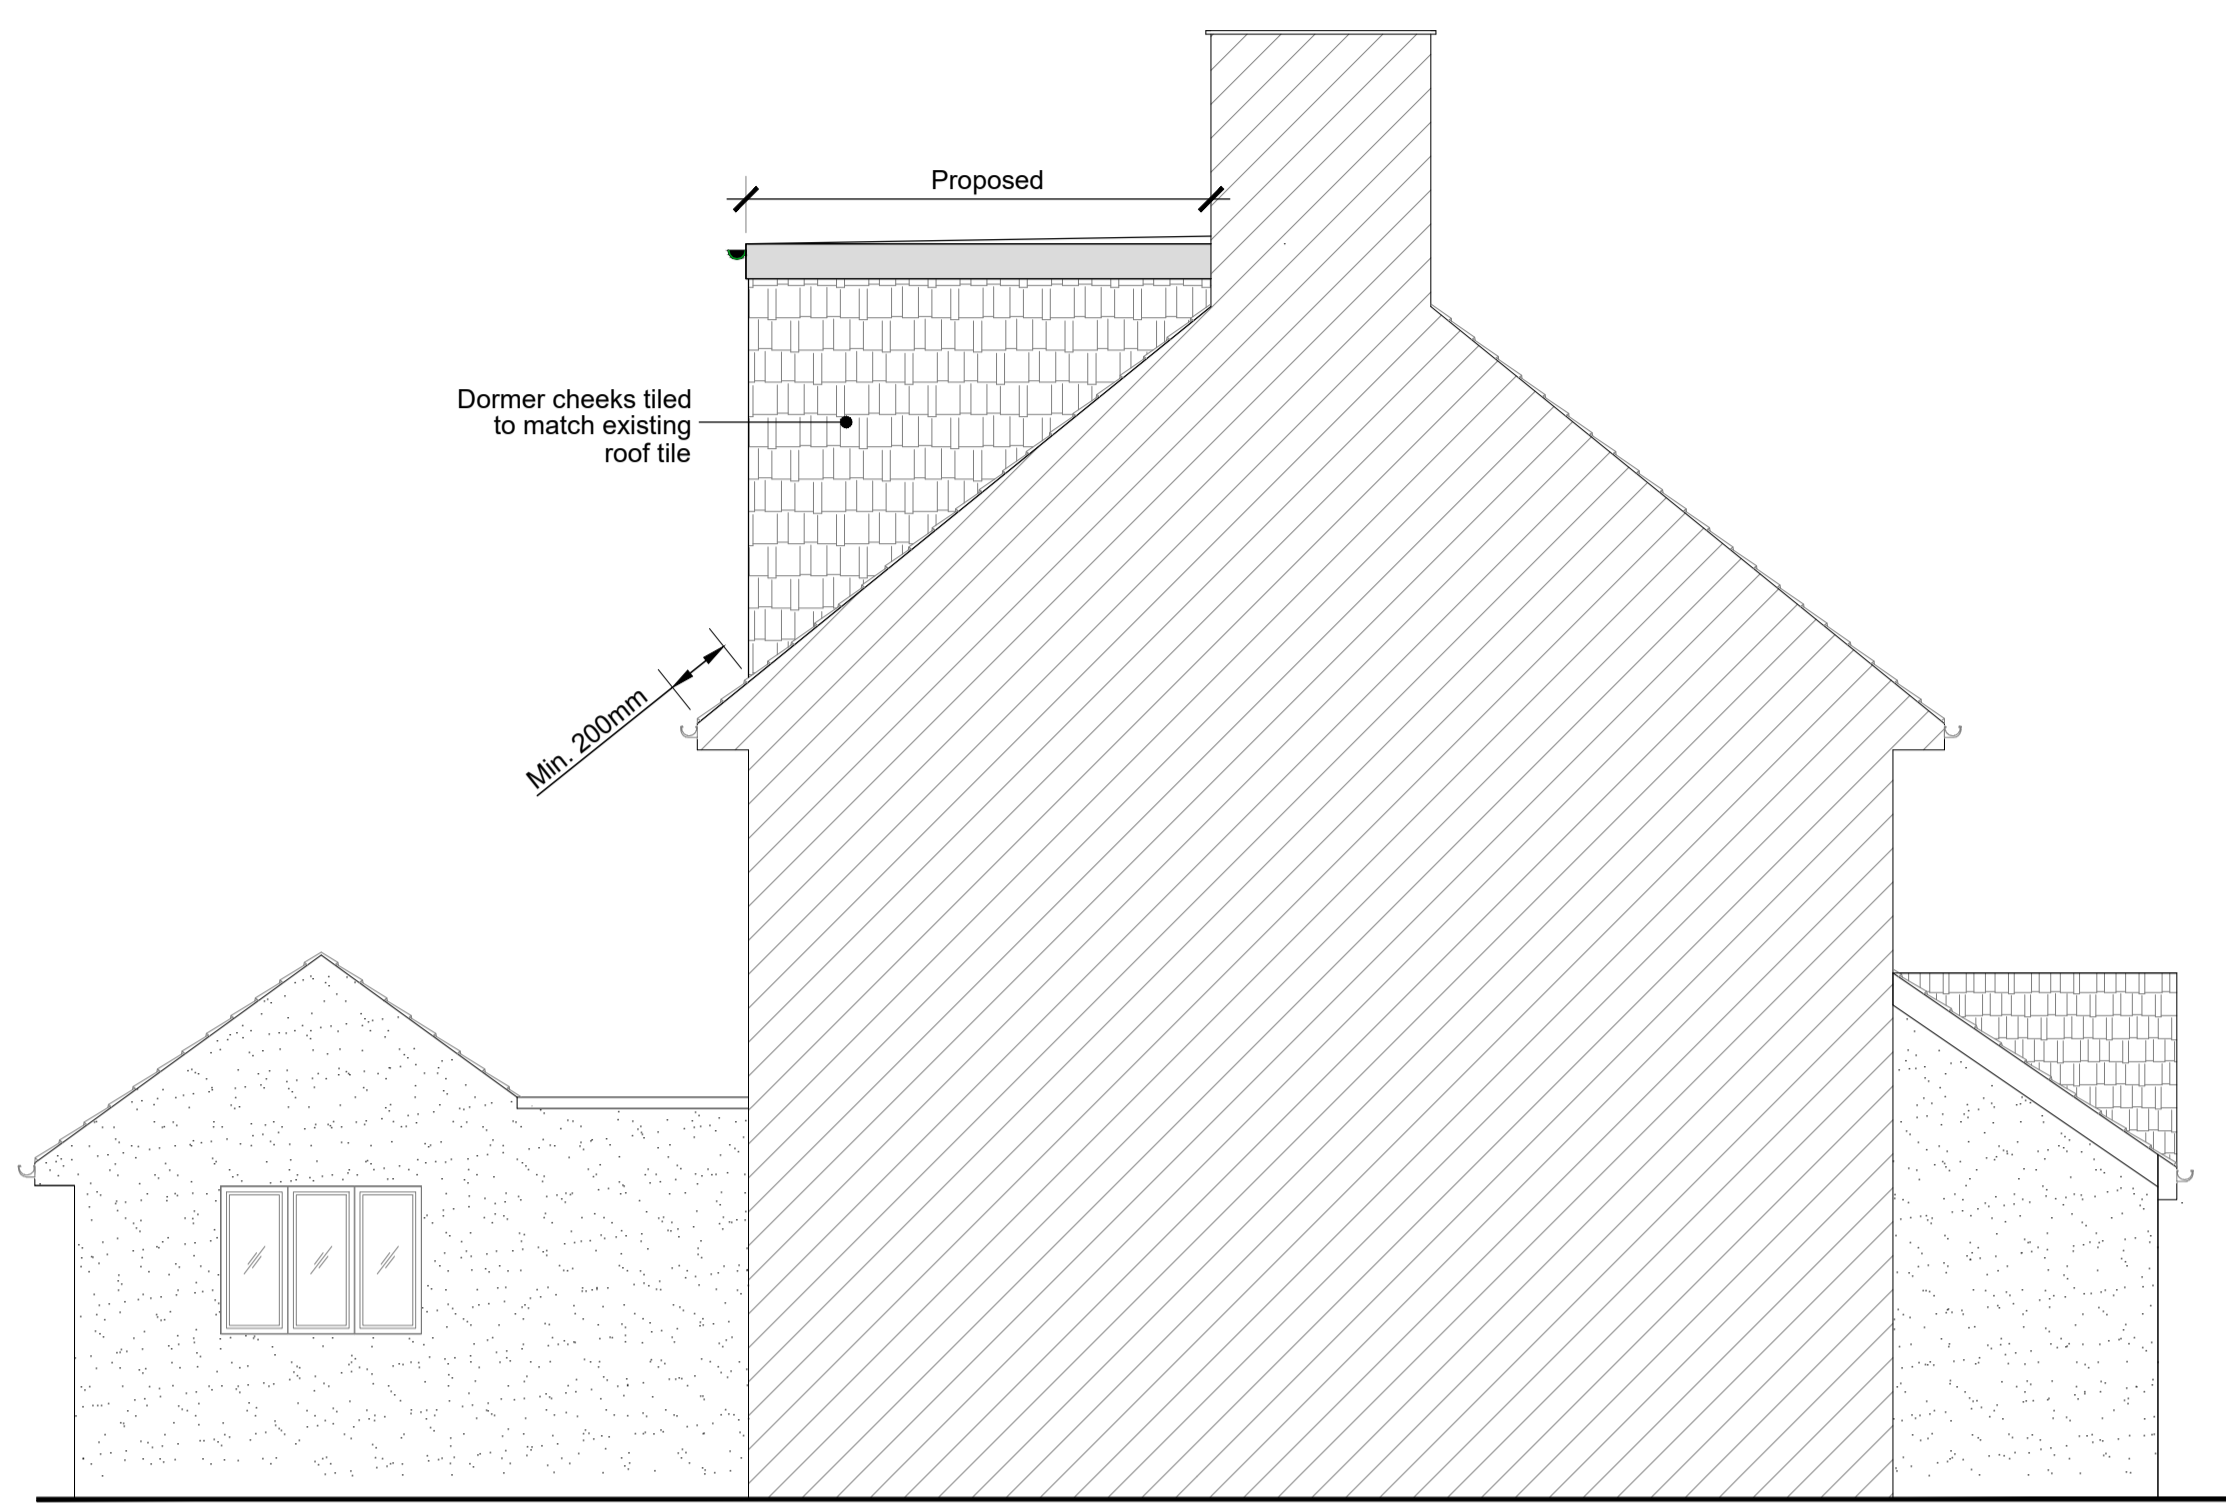 Proposed
Dormer cheeks tiled
to match existing
roof tile
Min. 200mm